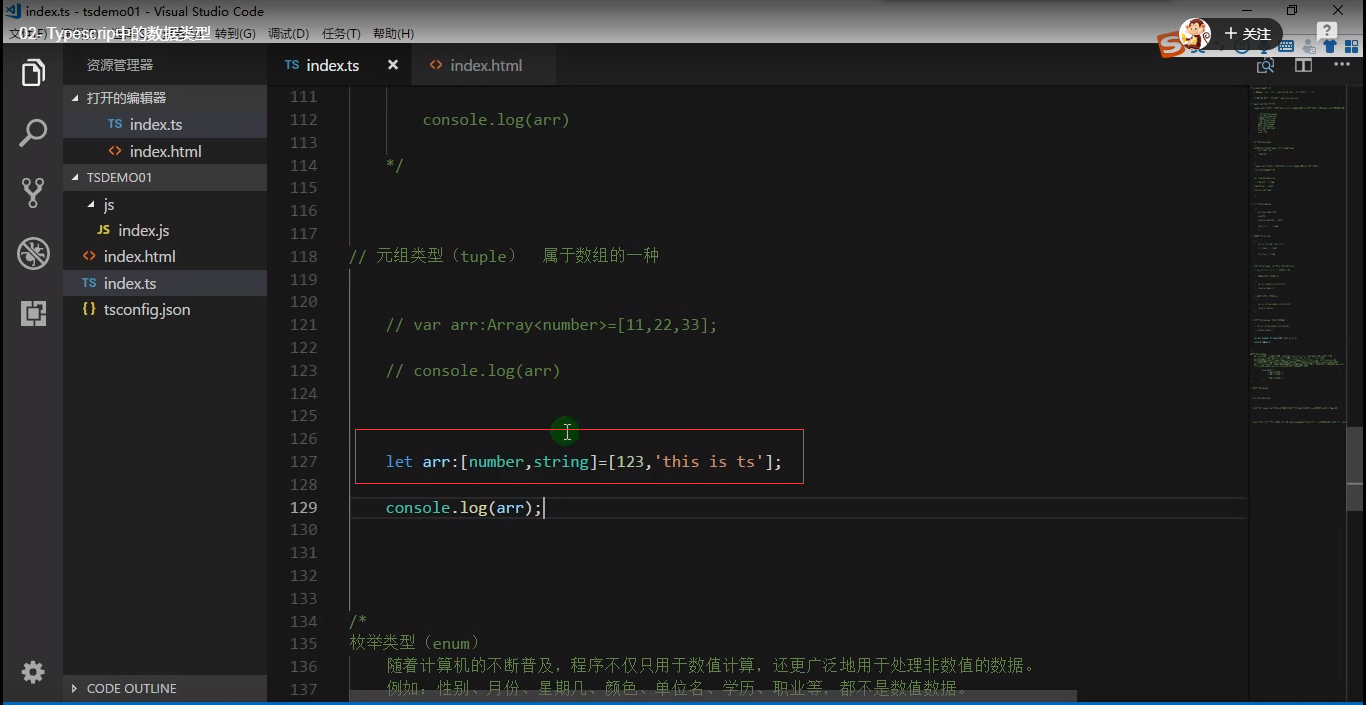 index.ts - tsdemo01 - Visual Studio Code
02. Typescript中的数据类型 转到(G) 调试(D) 任务(T) 帮助(H)
+ 关注
资源管理器
TS index.ts ×
<> index.html
打开的编辑器
TS index.ts
<> index.html
TSDEMO01
js
JS index.js
<> index.html
TS index.ts
{} tsconfig.json
CODE OUTLINE
111
112 console.log(arr)
113
114 */
115
116
117
118 // 元组类型（tuple） 属于数组的一种
119
120
121 // var arr:Array<number>=[11,22,33];
122
123 // console.log(arr)
124
125
126
127 let arr:[number,string]=[123,'this is ts'];
128
129 console.log(arr);
130
131
132
133
134 /*
135 枚举类型（enum）
136 随着计算机的不断普及，程序不仅只用于数值计算，还更广泛地用于处理非数值的数据。
137 例如：性别、月份、星期几、颜色、单位名、学历、职业等，都不是数值数据。